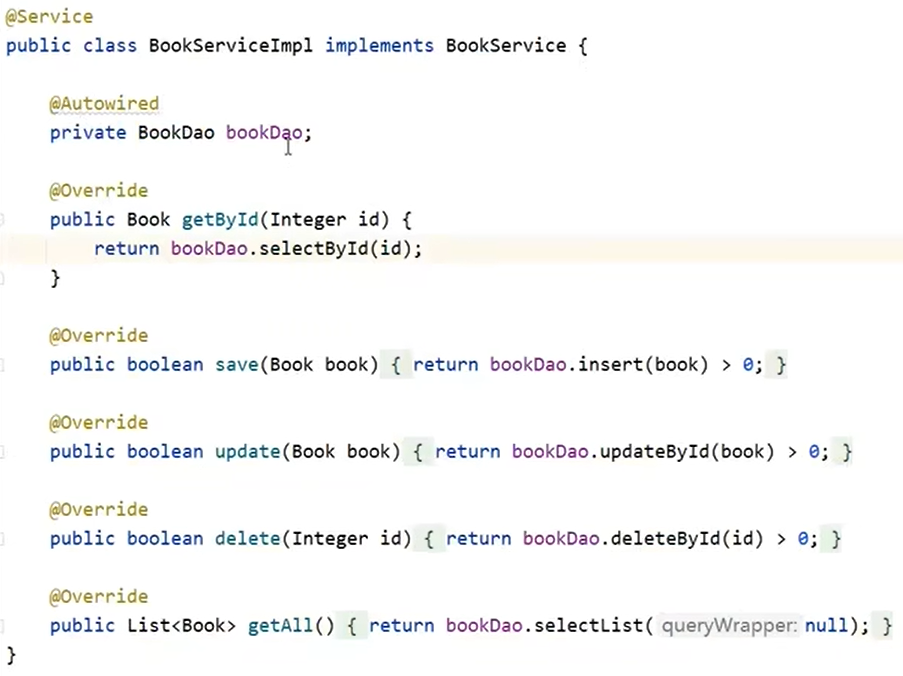 @Service
public class BookServiceImpl implements BookService {
@Autowired
private BookDao bookDao;
@Override
public Book getById(Integer id) {
return bookDao.selectById(id);
}
@Override
public boolean save(Book book) { return bookDao.insert(book) > 0; }
@Override
public boolean update(Book book) { return bookDao.updateById(book) > 0; }
@Override
public boolean delete(Integer id) { return bookDao.deleteById(id) > 0; }
@Override
public List<Book> getAll() { return bookDao.selectList( queryWrapper: null); }
}